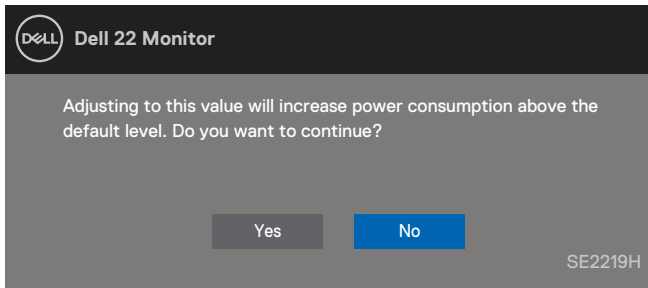 DELL Dell 22 Monitor
Adjusting to this value will increase power consumption above the
default level. Do you want to continue?
Yes No
SE2219H